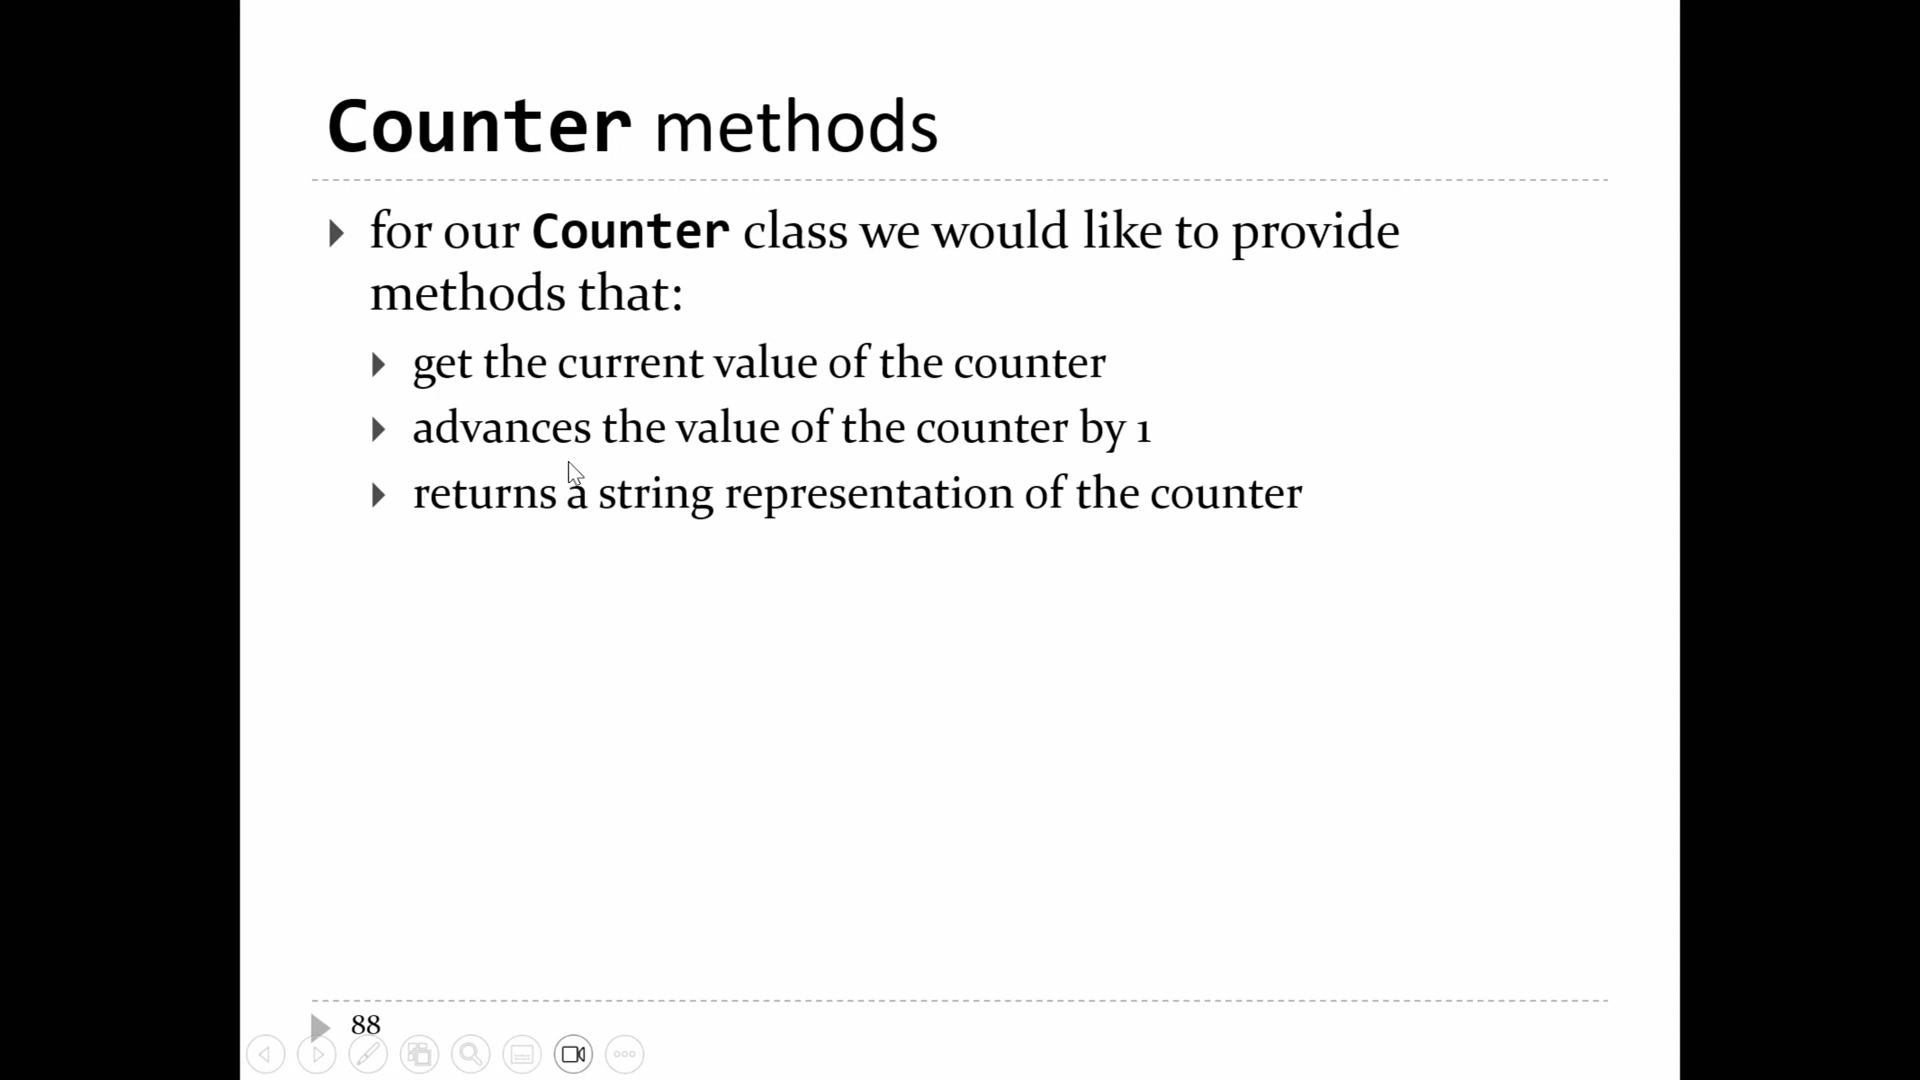 Counter methods
for our Counter class we would like to provide
methods that:
get the current value of the counter
advances the value of the counter by 1
returns a string representation of the counter
88